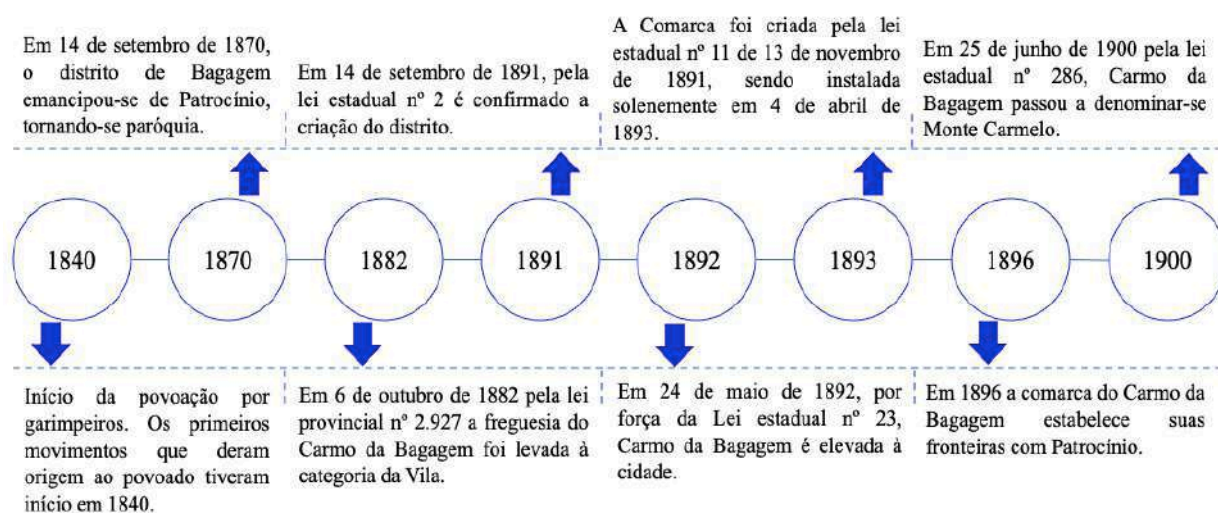 Em 14 de setembro de 1870,
o distrito de Bagagem
emancipou-se de Patrocínio,
tornando-se paróquia.
Em 14 de setembro de 1891, pela
lei estadual nº 2 é confirmado a
criação do distrito.
A Comarca foi criada pela lei
estadual nº 11 de 13 de novembro
de 1891, sendo instalada
solenemente em 4 de abril de
1893.
Em 25 de junho de 1900 pela lei
estadual nº 286, Carmo da
Bagagem passou a denominar-se
Monte Carmelo.
1840
1870
1882
1891
1892
1893
1896
1900
Início da povoação por
garimpeiros. Os primeiros
movimentos que deram
origem ao povoado tiveram
início em 1840.
Em 6 de outubro de 1882 pela lei
provincial nº 2.927 a freguesia do
Carmo da Bagagem foi levada à
categoria da Vila.
Em 24 de maio de 1892, por
força da Lei estadual nº 23,
Carmo da Bagagem é elevada à
cidade.
Em 1896 a comarca do Carmo da
Bagagem estabelece suas
fronteiras com Patrocínio.